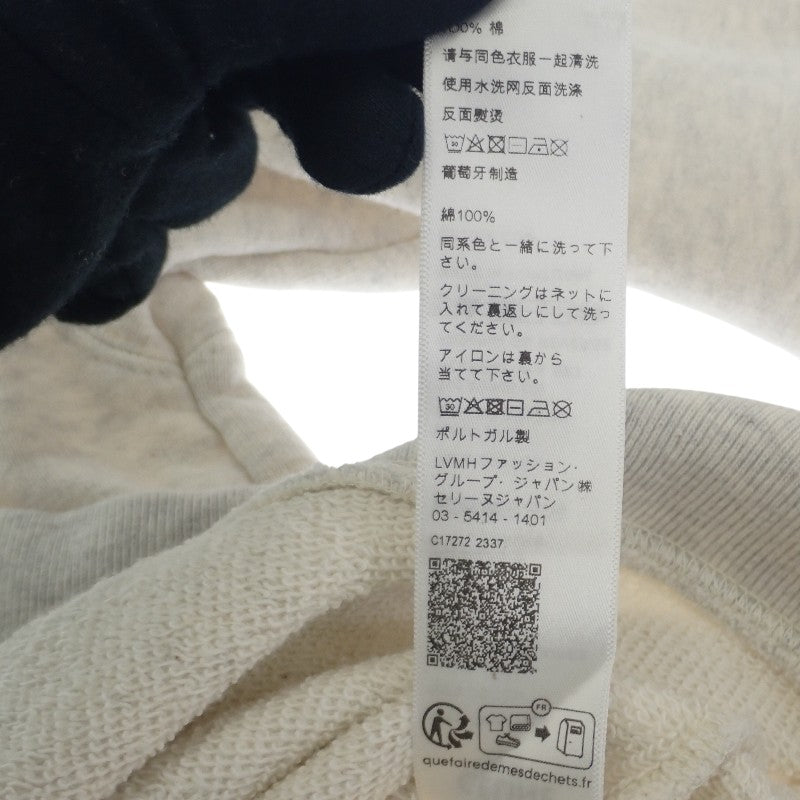 100% 棉
请与同色衣服一起清洗
使用水洗网反面洗涤
反面熨烫
30
葡萄牙制造
綿100%
同系色と一緒に洗って下
さい。
クリーニングはネットに
入れて裏返しにして洗っ
てください。
アイロンは裏から
当てて下さい。
30
ポルトガル製
LVMHファッション・
グループ・ジャパン㈱
セリーヌジャパン
03 - 5414 - 1401
C17272 2337
FR
quefairedemesdechets.fr